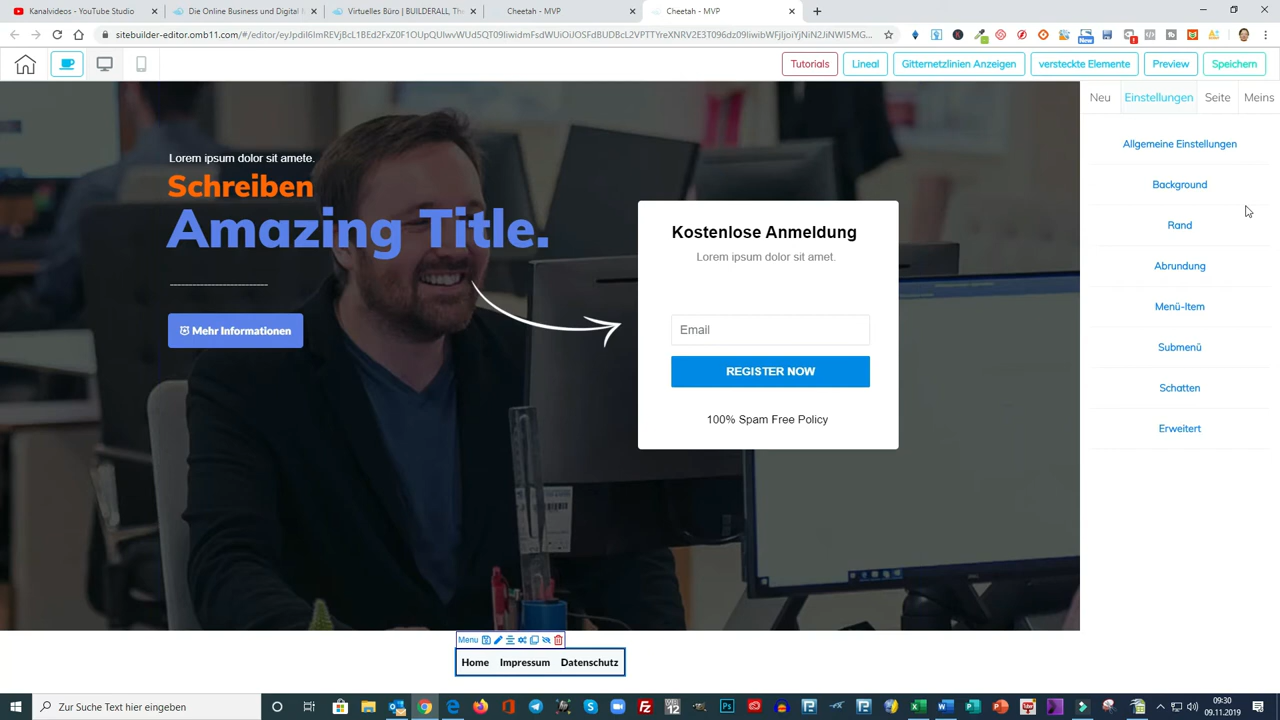 Kanalvideos - YouTube Studio
Die Online Business und Digital M
Virtuelles Büro | BUILDERALL, The
Cheetah - MVP
Cheetah - MVP
Tutorials
Lineal
Gitternetzlinien Anzeigen
versteckte Elemente
Preview
Speichern
Neu
Einstellungen
Seite
Meins
Allgemeine Einstellungen
Background
Rand
Abrundung
Menü-Item
Submenü
Schatten
Erweitert
Lorem ipsum dolor sit amete.
Schreiben
Amazing Title.
Mehr Informationen
Kostenlose Anmeldung
Lorem ipsum dolor sit amet.
Email
REGISTER NOW
100% Spam Free Policy
Menu
Home Impressum Datenschutz
Zur Suche Text hier eingeben
09:30
09.11.2019